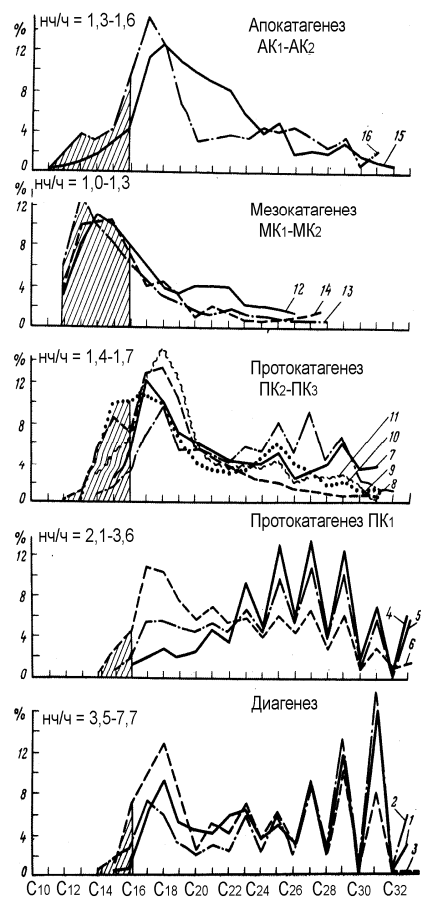 %
нч/ч = 1,3-1,6
Апокатагенез
АК1-АК2
12
8
4
0
16
15
%
нч/ч = 1,0-1,3
Мезокатагенез
МК1-МК2
12
8
4
0
12
14
13
%
нч/ч = 1,4-1,7
Протокатагенез
ПК2-ПК3
12
8
4
0
11
10
7
9
8
Протокатагенез ПК1
%
нч/ч = 2,1-3,6
12
8
4
0
4
5
6
Диагенез
%
нч/ч = 3,5-7,7
12
8
4
0
2
1
3
C10 C12 C14 C16 C18 C20 C22 C24 C26 C28 C30 C32